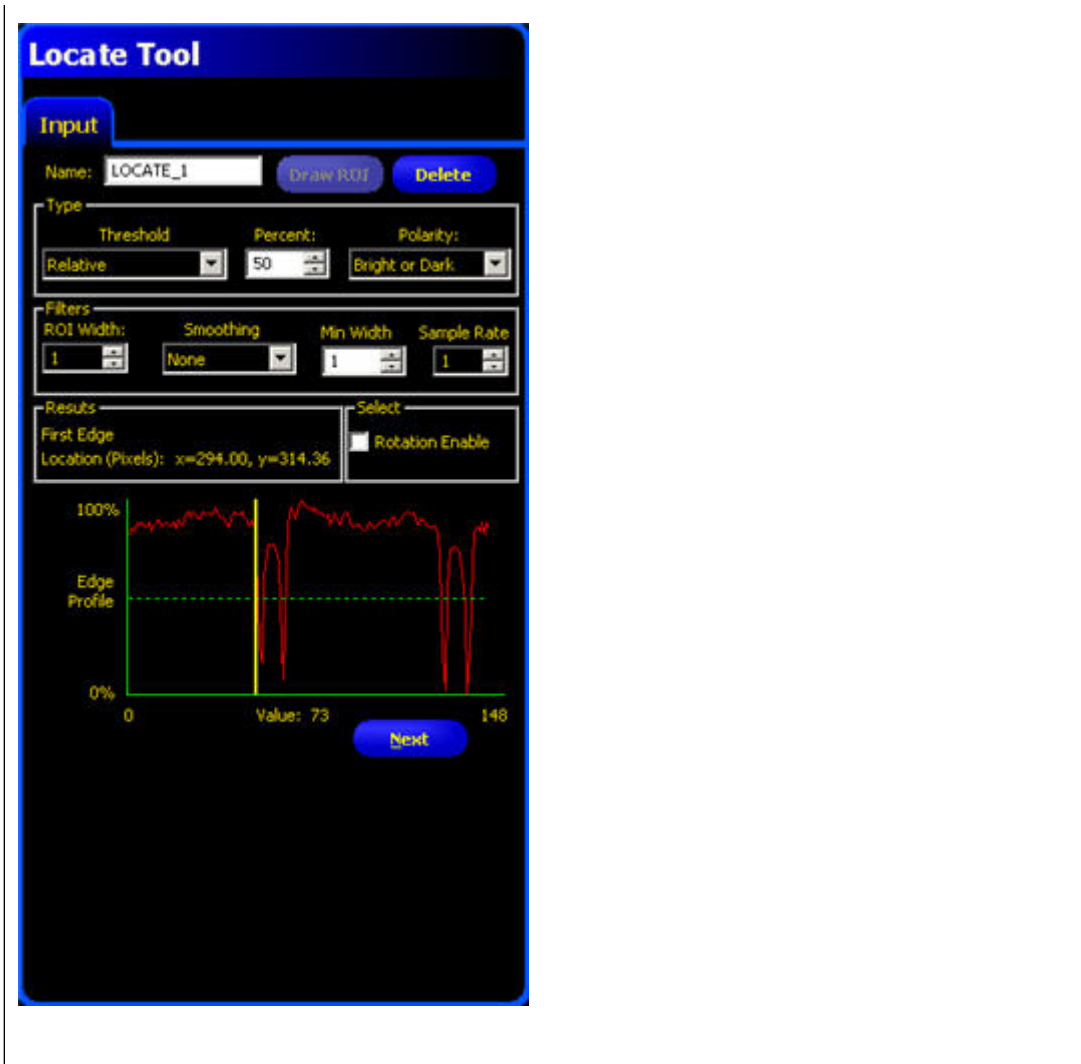 Locate Tool
Input
Name: LOCATE_1 Draw ROI Delete
Type
Threshold Percent: Polarity:
Relative 50 Bright or Dark
Filters
ROI Width: Smoothing Min Width Sample Rate
1 None 1 1
Resuts Select
First Edge
Rotation Enable
Location (Pixels): x=294.00, y=314.36
100%
Edge
Profile
0%
0 Value: 73 148
Next